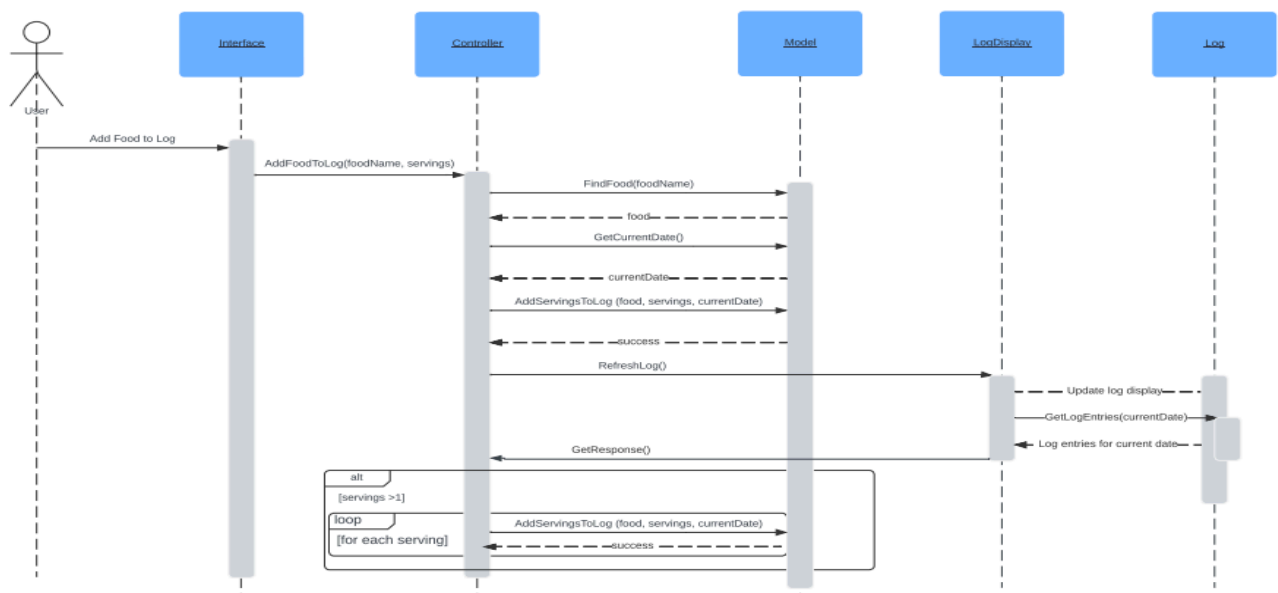 Interface
Controller
Model
LogDisplay
Log
User
Add Food to Log
AddFoodToLog(foodName, servings)
FindFood(foodName)
food
GetCurrentDate()
currentDate
AddServingsToLog (food, servings, currentDate)
success
RefreshLog()
Update log display
GetLogEntries(currentDate)
Log entries for current date
GetResponse()
alt
[servings >1]
loop
[for each serving]
AddServingsToLog (food, servings, currentDate)
success